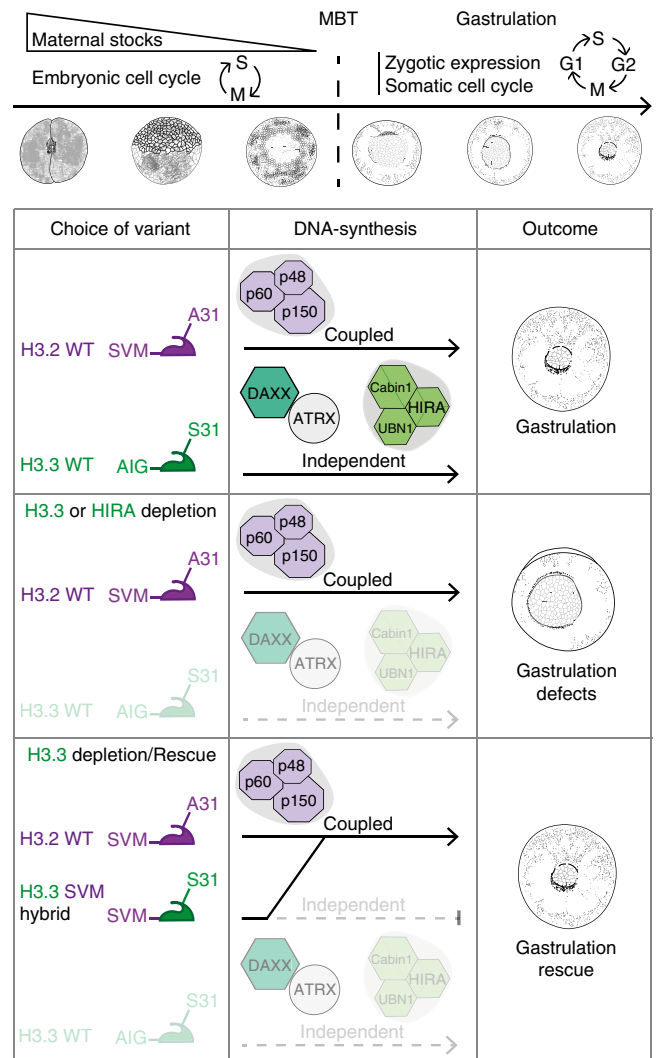 Maternal stocks
MBT
Gastrulation
Embryonic cell cycle
S
M
Zygotic expression
Somatic cell cycle
S
G1
G2
M
Choice of variant
DNA-synthesis
Outcome
H3.2 WT
SVM
A31
p60
p48
p150
Coupled
DAXX
ATRX
Cabin1
HIRA
UBN1
H3.3 WT
AIG
S31
Independent
Gastrulation
H3.3 or HIRA depletion
H3.2 WT
SVM
A31
p60
p48
p150
Coupled
DAXX
ATRX
Cabin1
HIRA
UBN1
H3.3 WT
AIG
S31
Independent
Gastrulation
defects
H3.3 depletion/Rescue
H3.2 WT
SVM
A31
p60
p48
p150
Coupled
H3.3 SVM
hybrid
SVM
S31
Independent
DAXX
ATRX
Cabin1
HIRA
UBN1
H3.3 WT
AIG
S31
Independent
Gastrulation
rescue